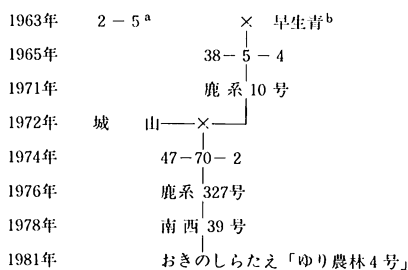 1963年 2-5ᵃ × 早生青ᵇ
1965年 38-5-4
1971年 鹿系10号
1972年 城山 ×
1974年 47-70-2
1976年 鹿系327号
1978年 南西39号
1981年 おきのしらたえ「ゆり農林4号」